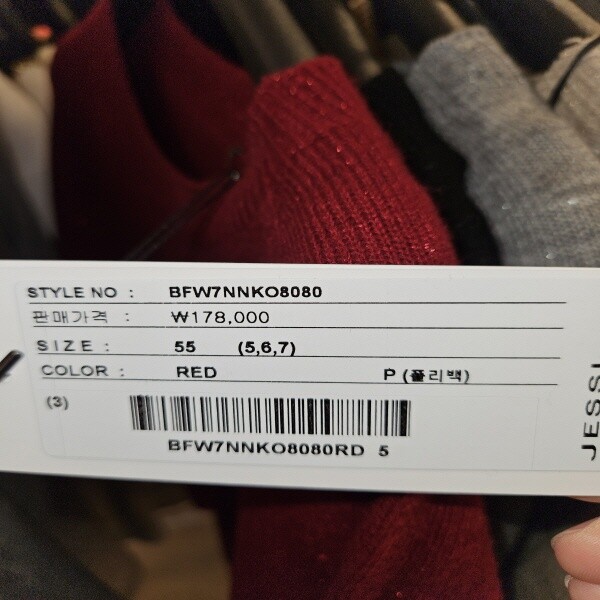 STYLE NO : BFW7NNKO8080
판매가격 : ₩178,000
SIZE : 55 (5,6,7)
COLOR : RED P (폴리백)
(3)
BFW7NNKO8080RD 5
JESSI